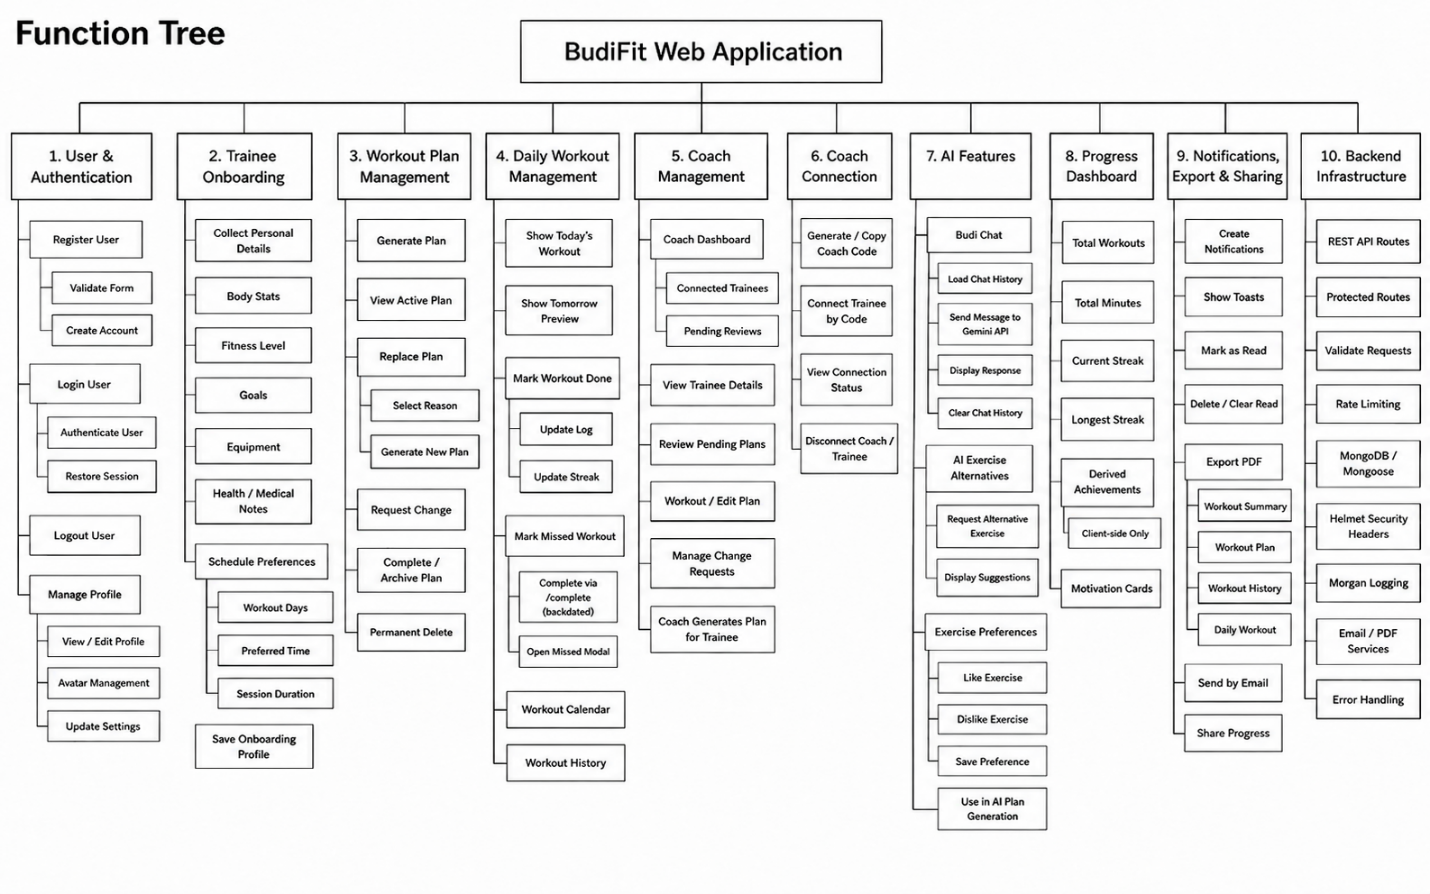 Function Tree
BudiFit Web Application
1. User &
Authentication
Register User
Validate Form
Create Account
Login User
Authenticate User
Restore Session
Logout User
Manage Profile
View / Edit Profile
Avatar Management
Update Settings
2. Trainee
Onboarding
Collect Personal
Details
Body Stats
Fitness Level
Goals
Equipment
Health / Medical
Notes
Schedule Preferences
Workout Days
Preferred Time
Session Duration
Save Onboarding
Profile
3. Workout Plan
Management
Generate Plan
View Active Plan
Replace Plan
Select Reason
Generate New Plan
Request Change
Complete /
Archive Plan
Permanent Delete
4. Daily Workout
Management
Show Today's
Workout
Show Tomorrow
Preview
Mark Workout Done
Update Log
Update Streak
Mark Missed Workout
Complete via
/complete
(backdated)
Open Missed Modal
Workout Calendar
Workout History
5. Coach
Management
Coach Dashboard
Connected Trainees
Pending Reviews
View Trainee Details
Review Pending Plans
Workout / Edit Plan
Manage Change
Requests
Coach Generates Plan
for Trainee
6. Coach
Connection
Generate / Copy
Coach Code
Connect Trainee
by Code
View Connection
Status
Disconnect Coach /
Trainee
7. AI Features
Budi Chat
Load Chat History
Send Message to
Gemini API
Display Response
Clear Chat History
AI Exercise
Alternatives
Request Alternative
Exercise
Display Suggestions
Exercise Preferences
Like Exercise
Dislike Exercise
Save Preference
Use in AI Plan
Generation
8. Progress
Dashboard
Total Workouts
Total Minutes
Current Streak
Longest Streak
Derived
Achievements
Client-side Only
Motivation Cards
9. Notifications,
Export & Sharing
Create
Notifications
Show Toasts
Mark as Read
Delete / Clear Read
Export PDF
Workout Summary
Workout Plan
Workout History
Daily Workout
Send by Email
Share Progress
10. Backend
Infrastructure
REST API Routes
Protected Routes
Validate Requests
Rate Limiting
MongoDB /
Mongoose
Helmet Security
Headers
Morgan Logging
Email / PDF
Services
Error Handling